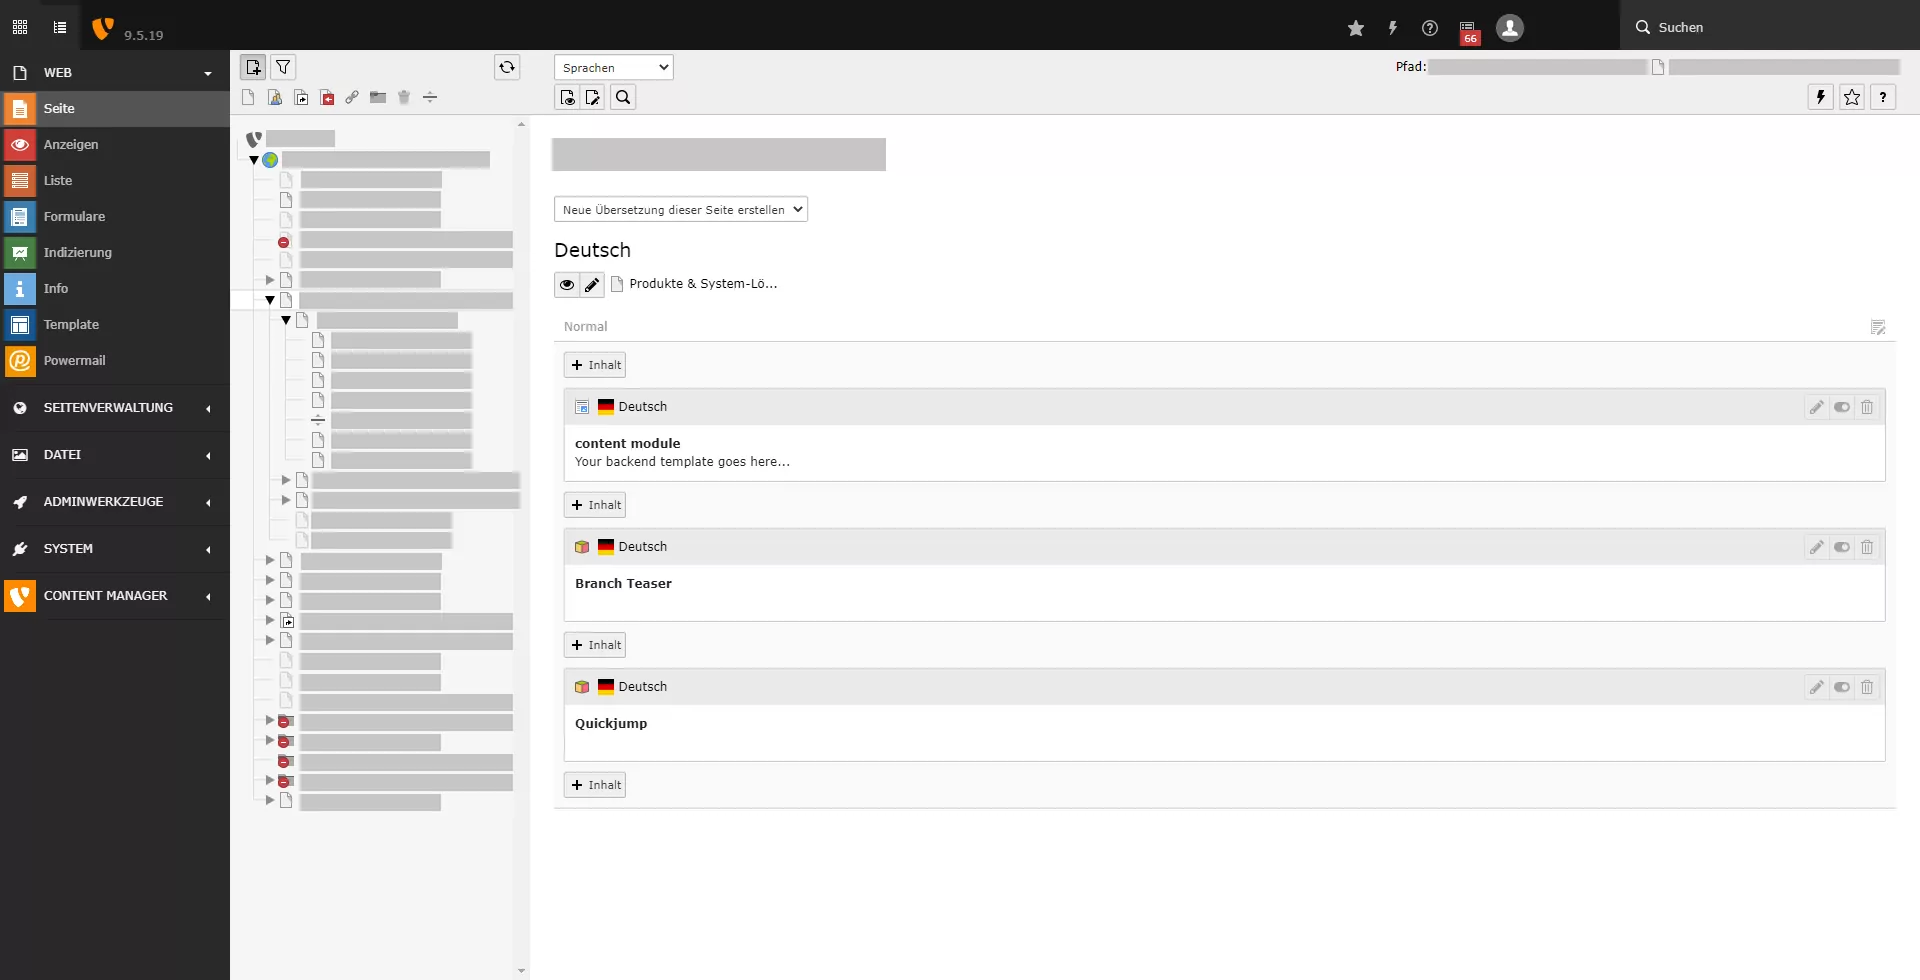 9.5.19
66
Suchen
WEB
Seite
Anzeigen
Liste
Formulare
Indizierung
Info
Template
Powermail
SEITENVERWALTUNG
DATEI
ADMINWERKZEUGE
SYSTEM
CONTENT MANAGER
Sprachen
Pfad:
Neue Übersetzung dieser Seite erstellen
Deutsch
Produkte & System-Lö...
Normal
+ Inhalt
Deutsch
content module
Your backend template goes here...
+ Inhalt
Deutsch
Branch Teaser
+ Inhalt
Deutsch
Quickjump
+ Inhalt